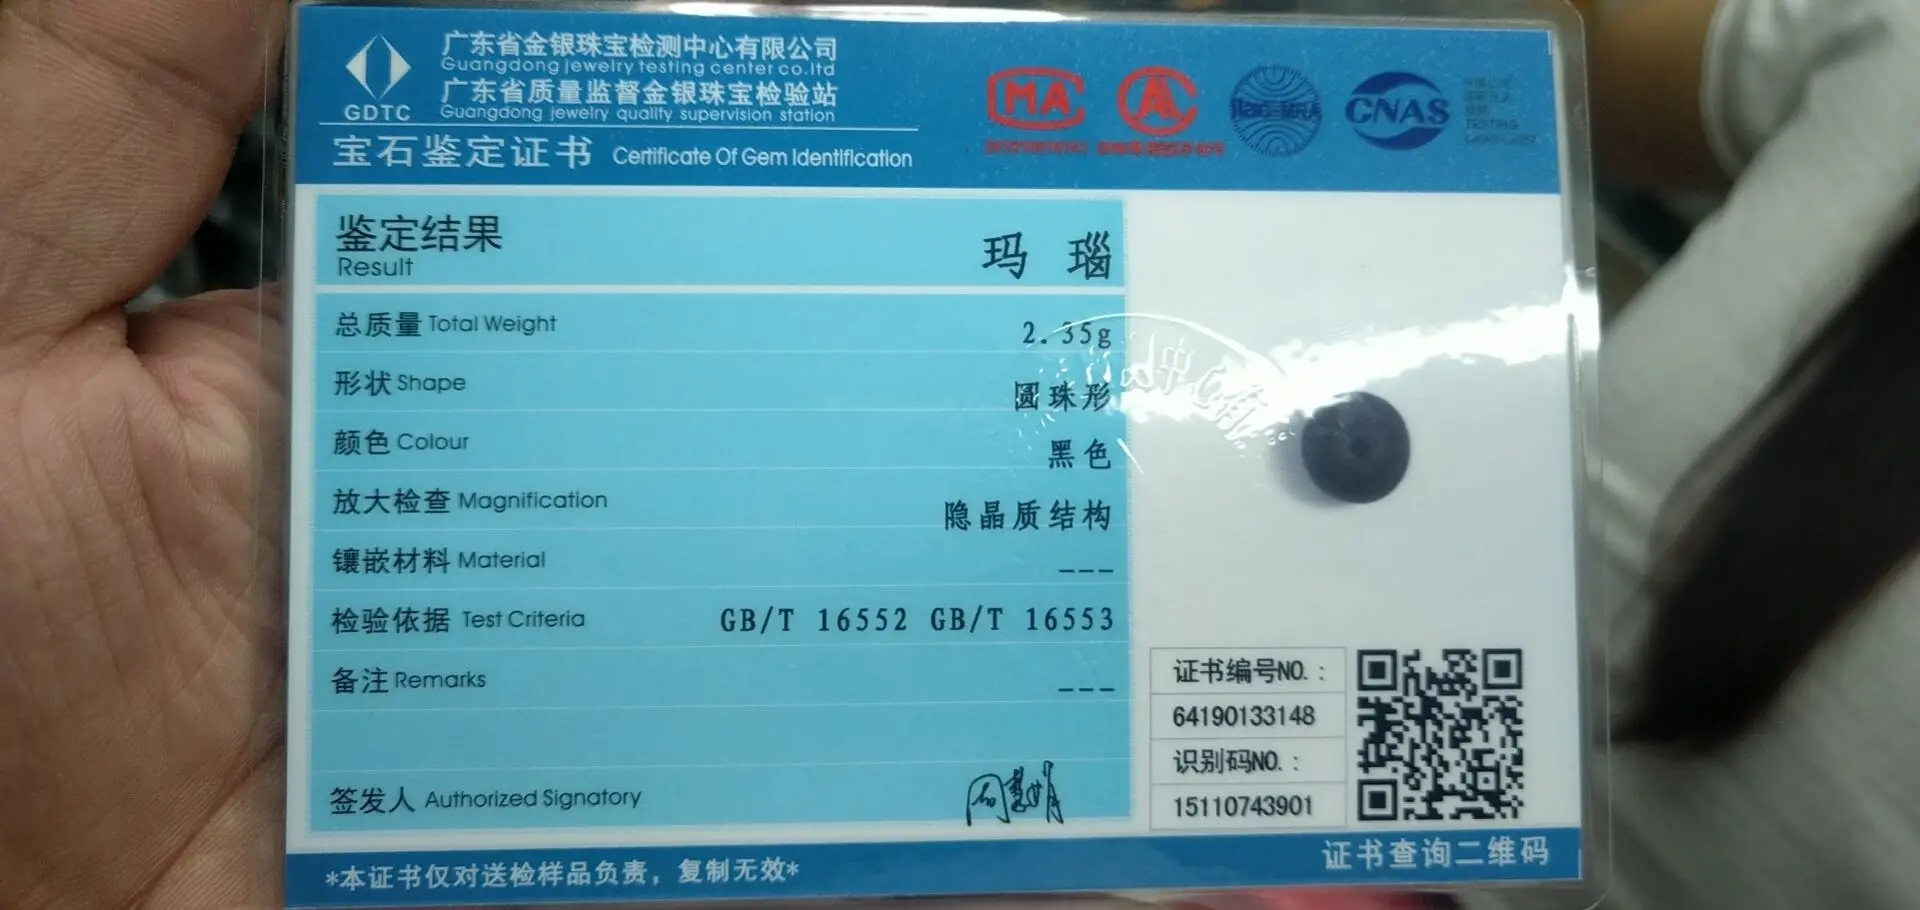 广东省金银珠宝检测中心有限公司
Guangdong jewelry testing center co.ltd
广东省质量监督金银珠宝检验站
Guangdong jewelry quality supervision station
GDTC
宝石鉴定证书 Certificate Of Gem Identification
MA
AL
ilac-MRA
CNAS
TESTING
鉴定结果
Result
玛瑙
总质量 Total Weight 2.35g
形状 Shape 圆珠形
颜色 Colour 黑色
放大检查 Magnification 隐晶质结构
镶嵌材料 Material ---
检验依据 Test Criteria GB/T 16552 GB/T 16553
备注 Remarks ---
签发人 Authorized Signatory
证书编号NO.:
64190133148
识别码NO.:
15110743901
*本证书仅对送检样品负责，复制无效*
证书查询二维码